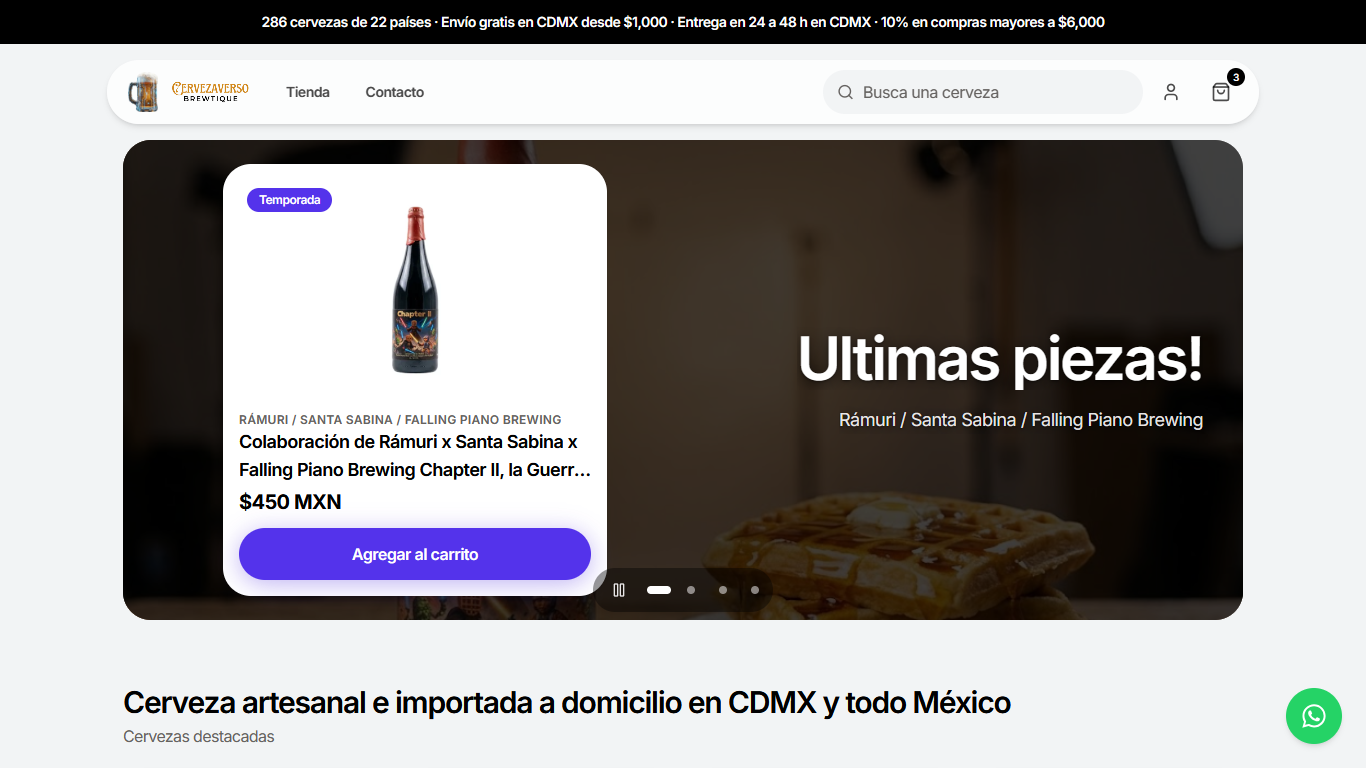 286 cervezas de 22 países · Envío gratis en CDMX desde $1,000 · Entrega en 24 a 48 h en CDMX · 10% en compras mayores a $6,000
CERVEZAVERSO
BREWTIQUE
Tienda
Contacto
Busca una cerveza
3
Temporada
Chapter II
RÁMURI / SANTA SABINA / FALLING PIANO BREWING
Colaboración de Rámuri x Santa Sabina x
Falling Piano Brewing Chapter II, la Guerr...
$450 MXN
Agregar al carrito
Ultimas piezas!
Rámuri / Santa Sabina / Falling Piano Brewing
Cerveza artesanal e importada a domicilio en CDMX y todo México
Cervezas destacadas